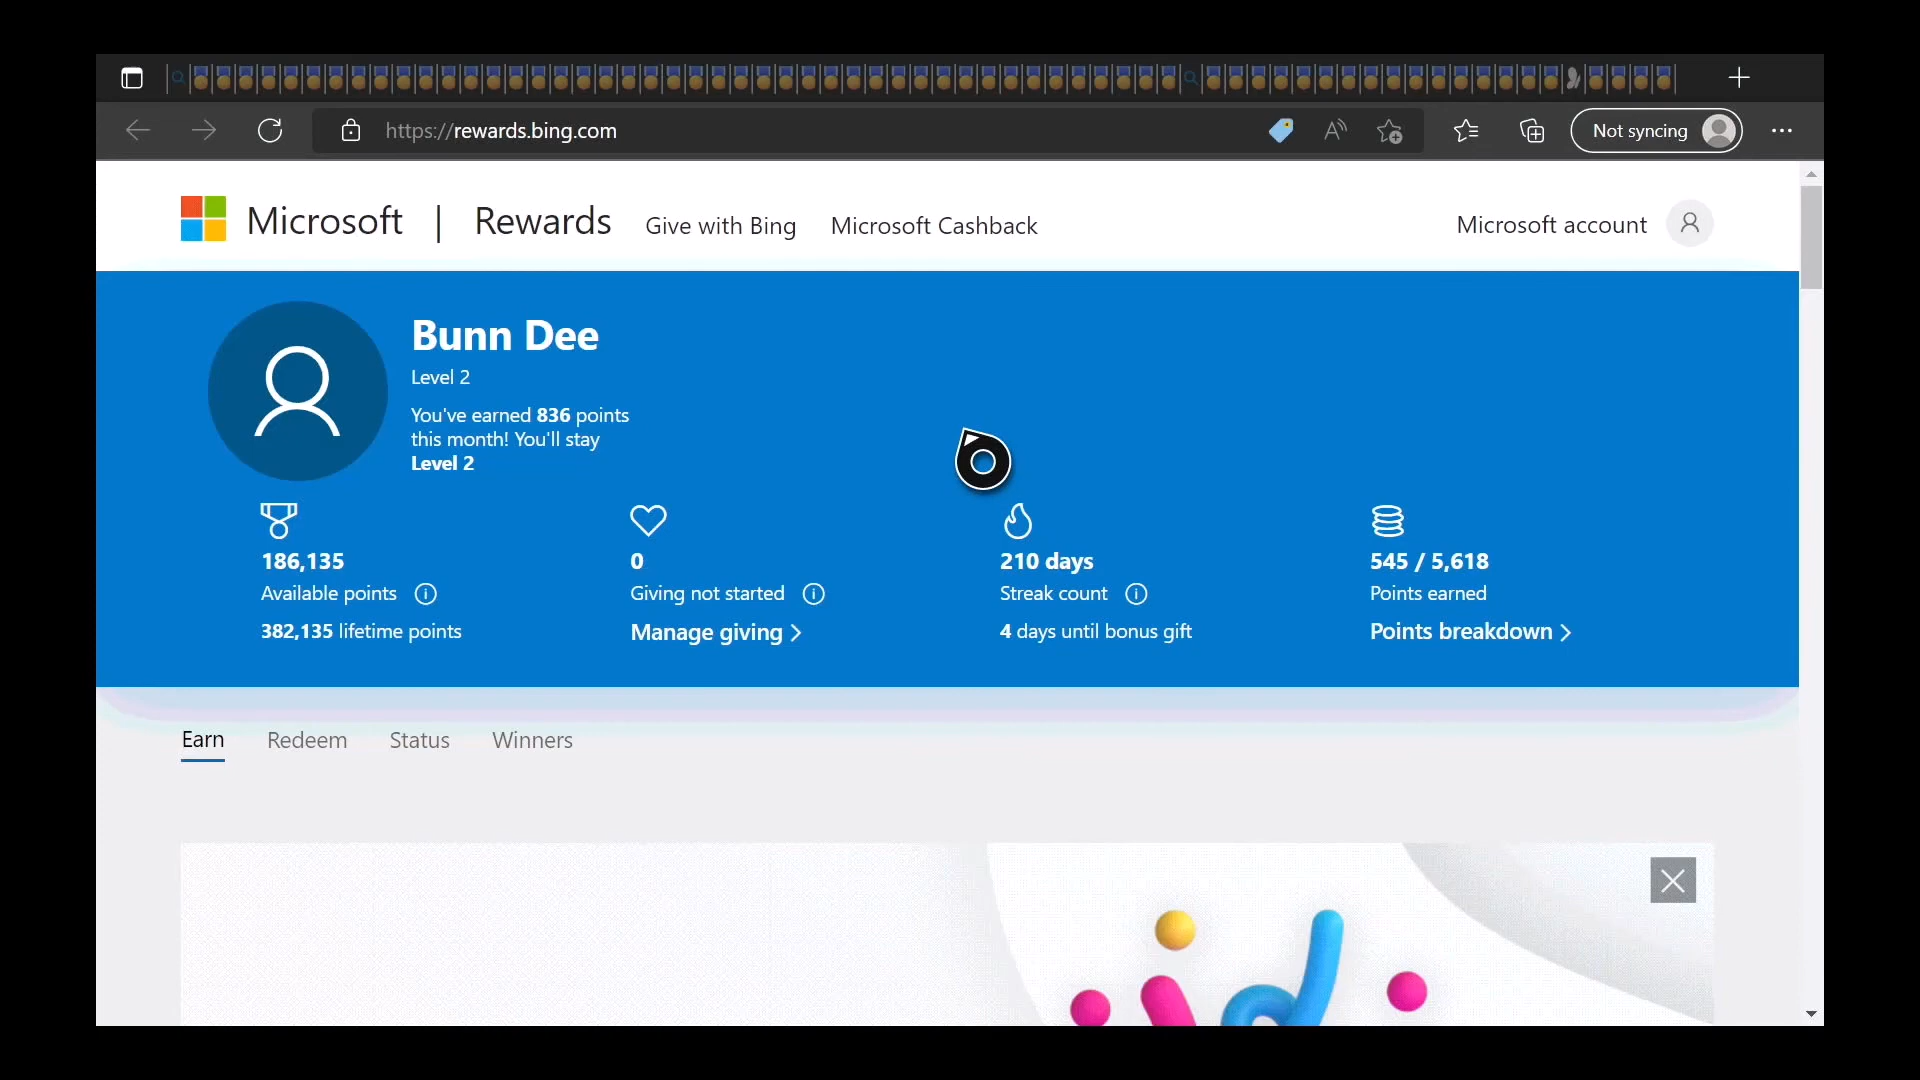 https://rewards.bing.com
Not syncing
Microsoft | Rewards Give with Bing Microsoft Cashback Microsoft account
Bunn Dee
Level 2
You've earned 836 points
this month! You'll stay
Level 2
186,135
Available points
382,135 lifetime points
0
Giving not started
Manage giving >
210 days
Streak count
4 days until bonus gift
545 / 5,618
Points earned
Points breakdown >
Earn Redeem Status Winners